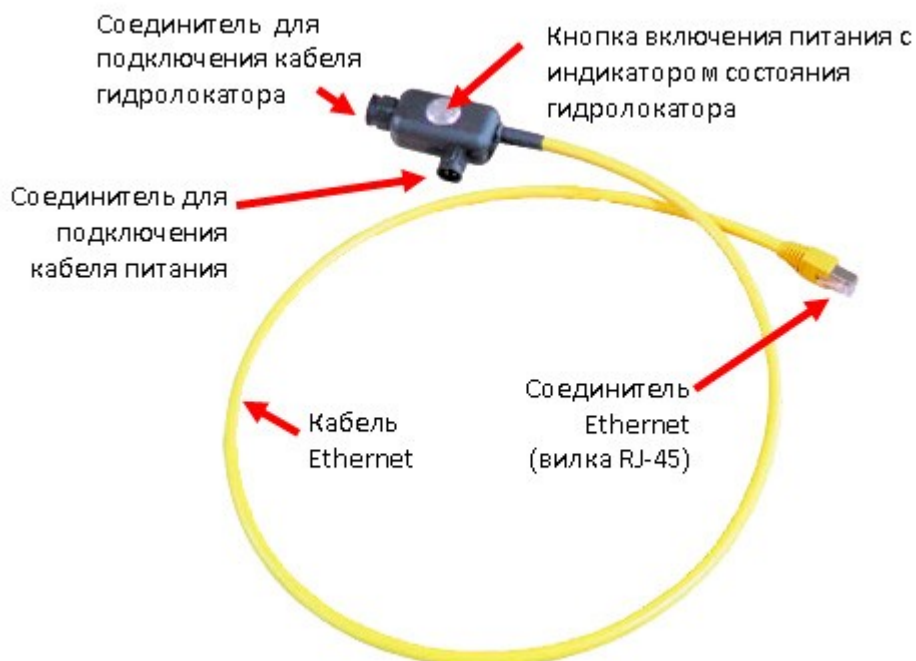 Соединитель для
подключения кабеля
гидролокатора
Кнопка включения питания с
индикатором состояния
гидролокатора
Соединитель для
подключения
кабеля питания
Соединитель
Ethernet
(вилка RJ-45)
Кабель
Ethernet